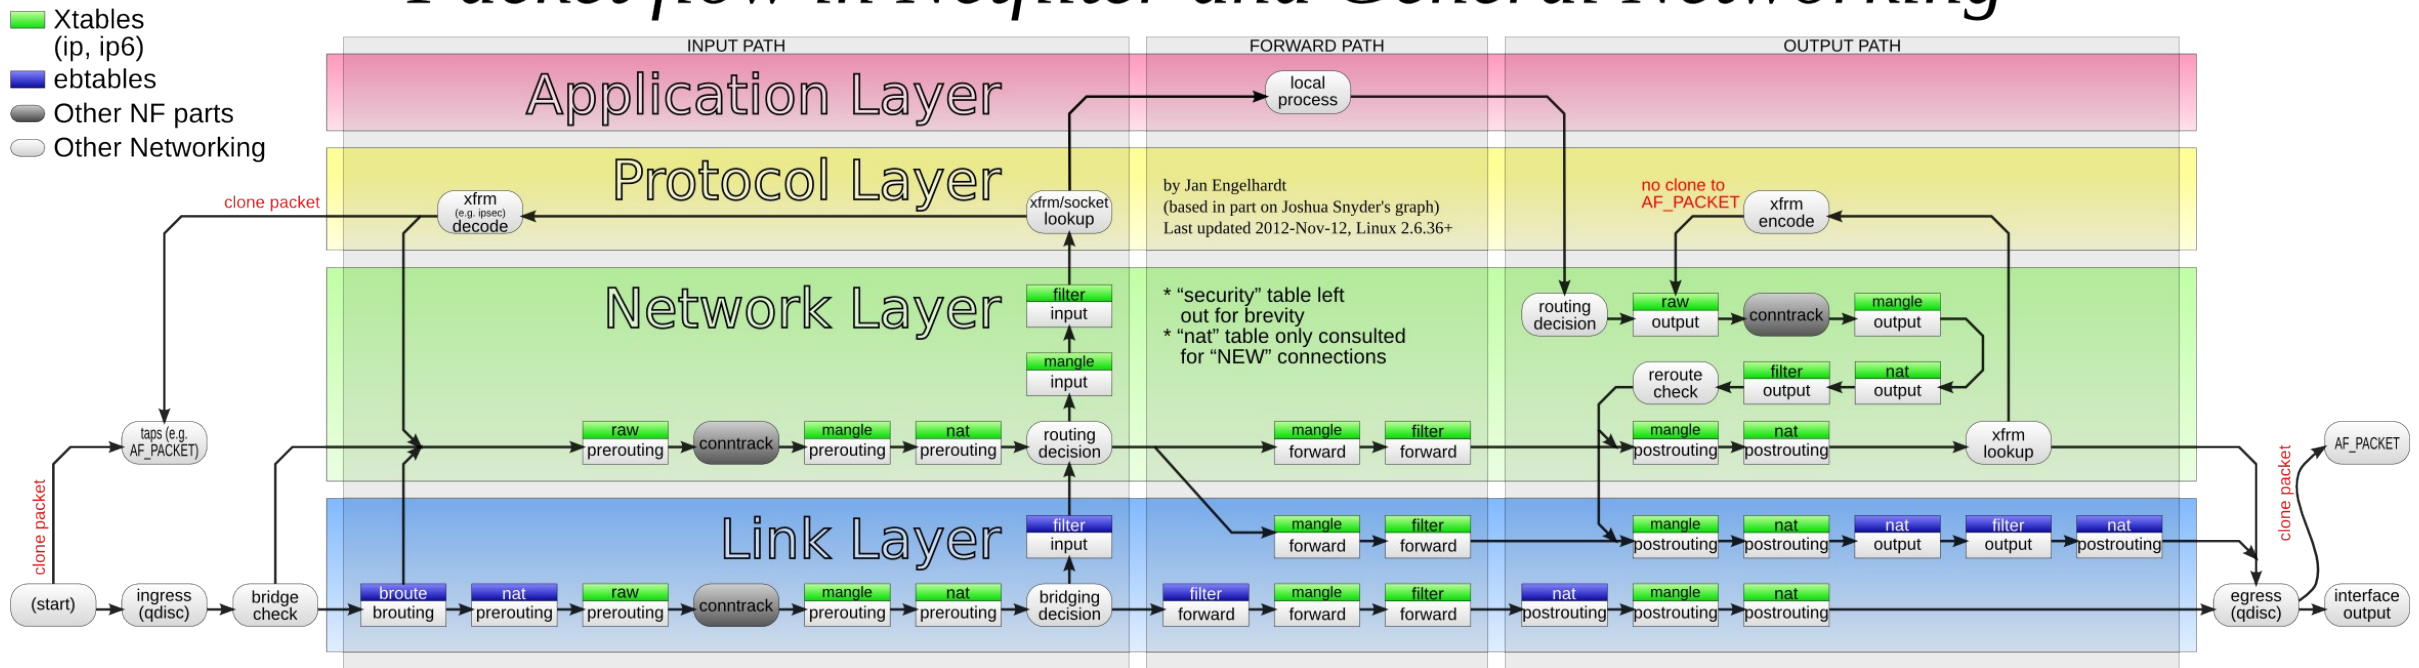 Packet flow in Netfilter and General Networking
Xtables
(ip, ip6)
ebtables
Other NF parts
Other Networking
INPUT PATH
FORWARD PATH
OUTPUT PATH
Application Layer
local
process
Protocol Layer
clone packet
xfrm
(e.g. ipsec)
decode
xfrm/socket
lookup
by Jan Engelhardt
(based in part on Joshua Snyder's graph)
Last updated 2012-Nov-12, Linux 2.6.36+
no clone to
AF_PACKET
xfrm
encode
Network Layer
filter
input
mangle
input
* “security” table left
out for brevity
* “nat” table only consulted
for “NEW” connections
routing
decision
raw
output
conntrack
mangle
output
reroute
check
filter
output
nat
output
taps (e.g.
AF_PACKET)
raw
prerouting
conntrack
mangle
prerouting
nat
prerouting
routing
decision
mangle
forward
filter
forward
mangle
postrouting
nat
postrouting
xfrm
lookup
clone packet
AF_PACKET
clone packet
Link Layer
filter
input
mangle
forward
filter
forward
mangle
postrouting
nat
postrouting
nat
output
filter
output
nat
postrouting
(start)
ingress
(qdisc)
bridge
check
broute
brouting
nat
prerouting
raw
prerouting
conntrack
mangle
prerouting
nat
prerouting
bridging
decision
filter
forward
mangle
forward
filter
forward
nat
postrouting
mangle
postrouting
nat
postrouting
egress
(qdisc)
interface
output